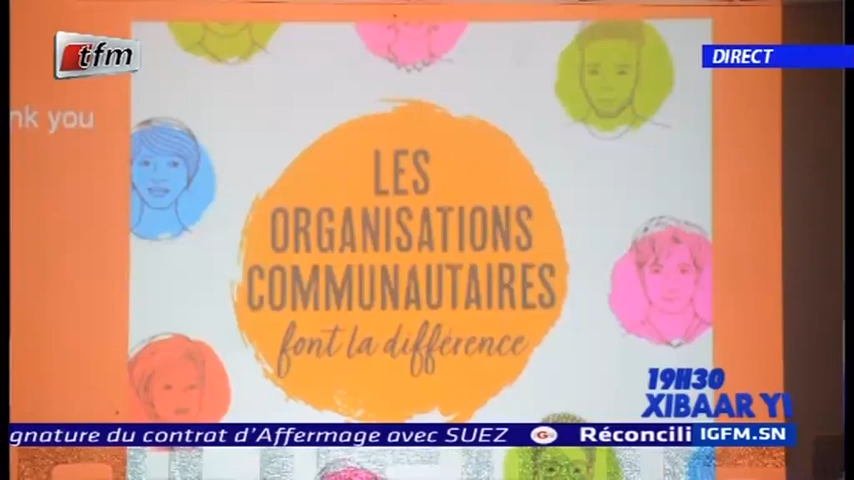 tfm
DIRECT
nk you
LES
ORGANISATIONS
COMMUNAUTAIRES
font la différence
19H30
XIBAAR YI
gnature du contrat d'Affermage avec SUEZ Réconcili IGFM.SN